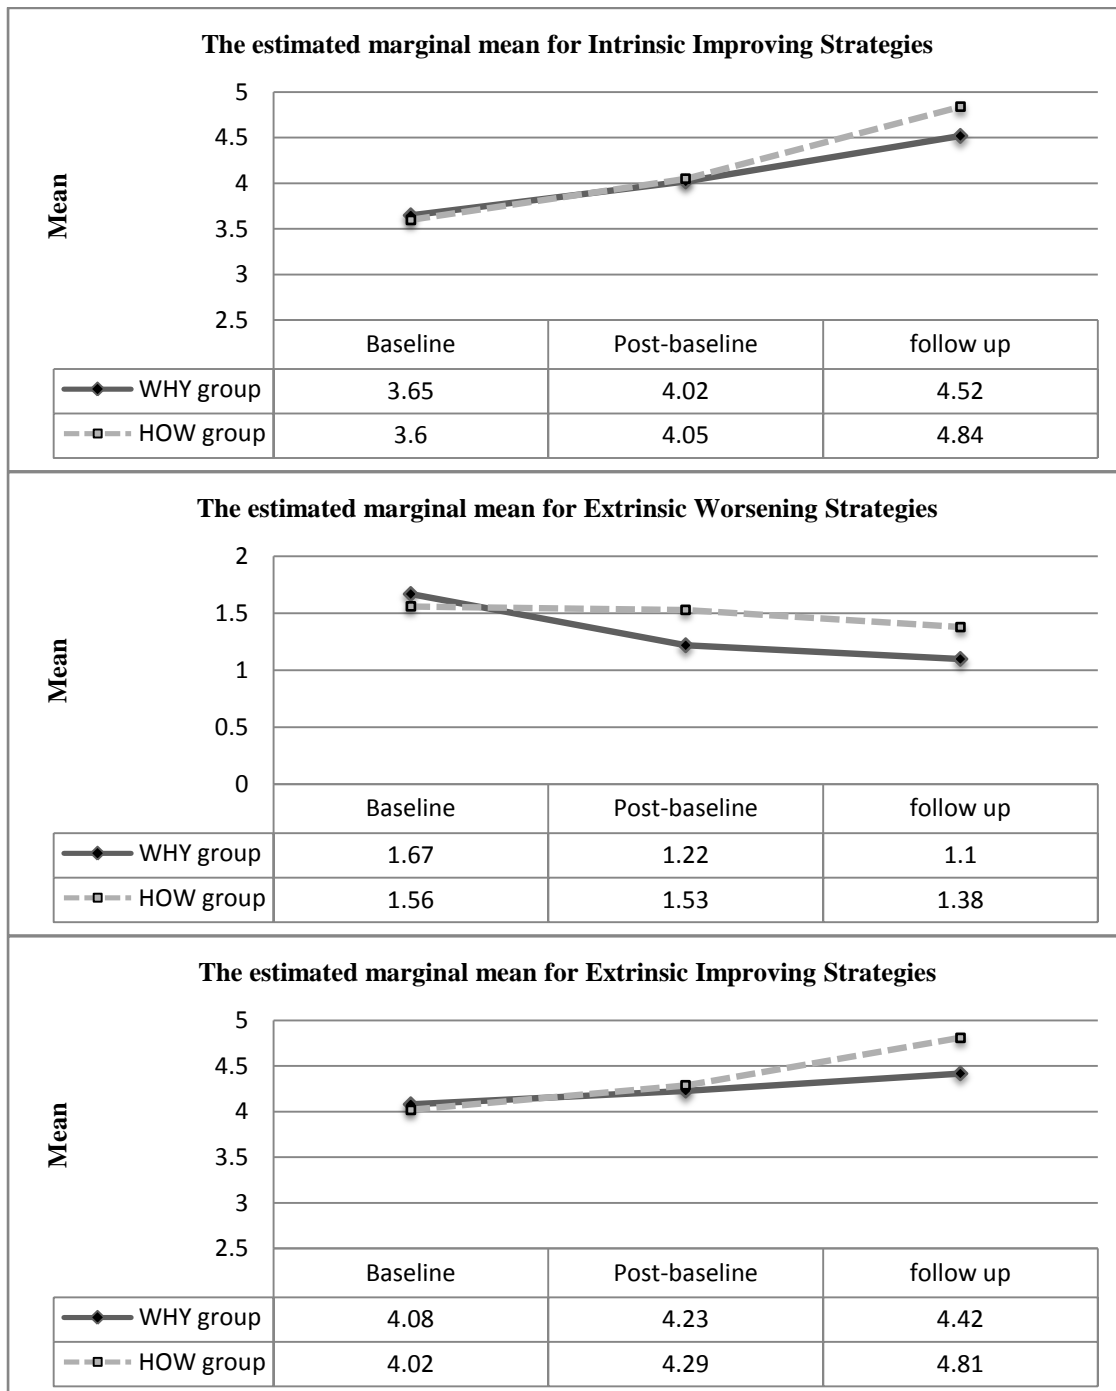 The estimated marginal mean for Intrinsic Improving Strategies
Mean
5
4.5
4
3.5
3
2.5
Baseline Post-baseline follow up
WHY group 3.65 4.02 4.52
HOW group 3.6 4.05 4.84
The estimated marginal mean for Extrinsic Worsening Strategies
Mean
2
1.5
1
0.5
0
Baseline Post-baseline follow up
WHY group 1.67 1.22 1.1
HOW group 1.56 1.53 1.38
The estimated marginal mean for Extrinsic Improving Strategies
Mean
5
4.5
4
3.5
3
2.5
Baseline Post-baseline follow up
WHY group 4.08 4.23 4.42
HOW group 4.02 4.29 4.81